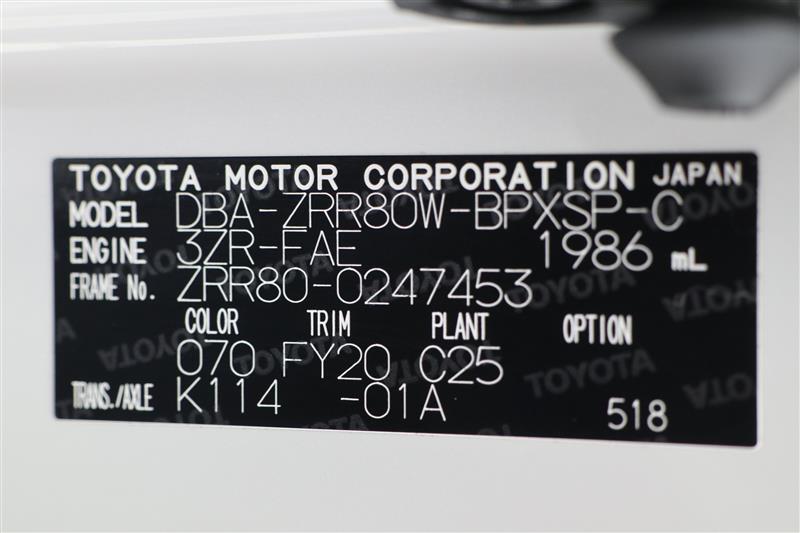 TOYOTA MOTOR CORPORATION JAPAN
MODEL DBA-ZRR80W-BPXSP-C
ENGINE 3ZR-FAE 1986 mL
FRAME No. ZRR80-0247453
COLOR TRIM PLANT OPTION
070 FY20 C25
TRANS./AXLE K114 -01A
518